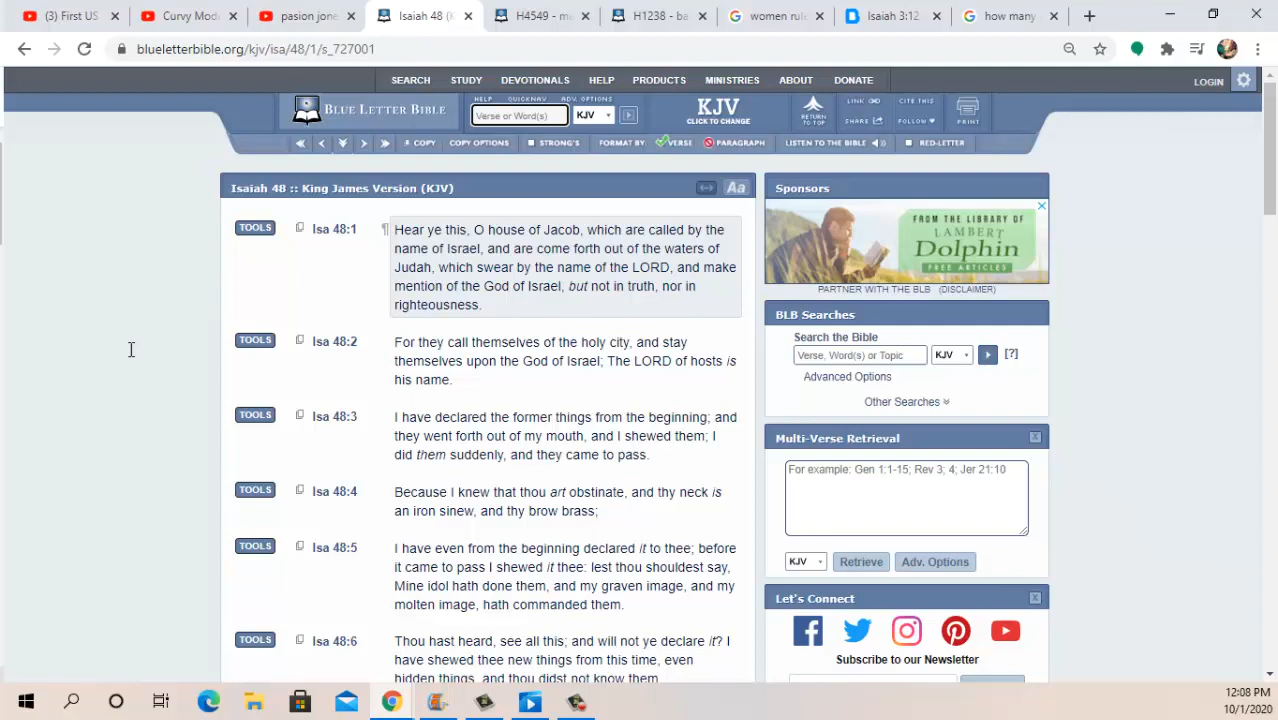 (3) First US
Curvy Mod
pasion jone
Isaiah 48 (K
H4549 - m
H1238 - ba
women rul
Isaiah 3:12
how many
blueletterbible.org/kjv/isa/48/1/s_727001
SEARCH STUDY DEVOTIONALS HELP PRODUCTS MINISTRIES ABOUT DONATE
LOGIN
BLUE LETTER BIBLE
HELP QUICKNAV ADV. OPTIONS
Verse or Word(s)
KJV
KJV
CLICK TO CHANGE
RETURN
TO TOP
LINK
SHARE
CITE THIS
FOLLOW
PRINT
COPY COPY OPTIONS STRONG'S FORMAT BY VERSE PARAGRAPH LISTEN TO THE BIBLE RED-LETTER
Isaiah 48 :: King James Version (KJV)
Aa
TOOLS Isa 48:1 ¶ Hear ye this, O house of Jacob, which are called by the
name of Israel, and are come forth out of the waters of
Judah, which swear by the name of the LORD, and make
mention of the God of Israel, but not in truth, nor in
righteousness.
TOOLS Isa 48:2 For they call themselves of the holy city, and stay
themselves upon the God of Israel; The LORD of hosts is
his name.
TOOLS Isa 48:3 I have declared the former things from the beginning; and
they went forth out of my mouth, and I shewed them; I
did them suddenly, and they came to pass.
TOOLS Isa 48:4 Because I knew that thou art obstinate, and thy neck is
an iron sinew, and thy brow brass;
TOOLS Isa 48:5 I have even from the beginning declared it to thee; before
it came to pass I shewed it thee: lest thou shouldest say,
Mine idol hath done them, and my graven image, and my
molten image, hath commanded them.
TOOLS Isa 48:6 Thou hast heard, see all this; and will not ye declare it? I
have shewed thee new things from this time, even
hidden things, and thou didst not know them.
Sponsors
FROM THE LIBRARY OF
LAMBERT
Dolphin
FREE ARTICLES
PARTNER WITH THE BLB (DISCLAIMER)
BLB Searches
Search the Bible
Verse, Word(s) or Topic
KJV
[?]
Advanced Options
Other Searches
Multi-Verse Retrieval
X
For example: Gen 1:1-15; Rev 3; 4; Jer 21:10
KJV
Retrieve
Adv. Options
Let's Connect
X
Subscribe to our Newsletter
12:08 PM
10/1/2020